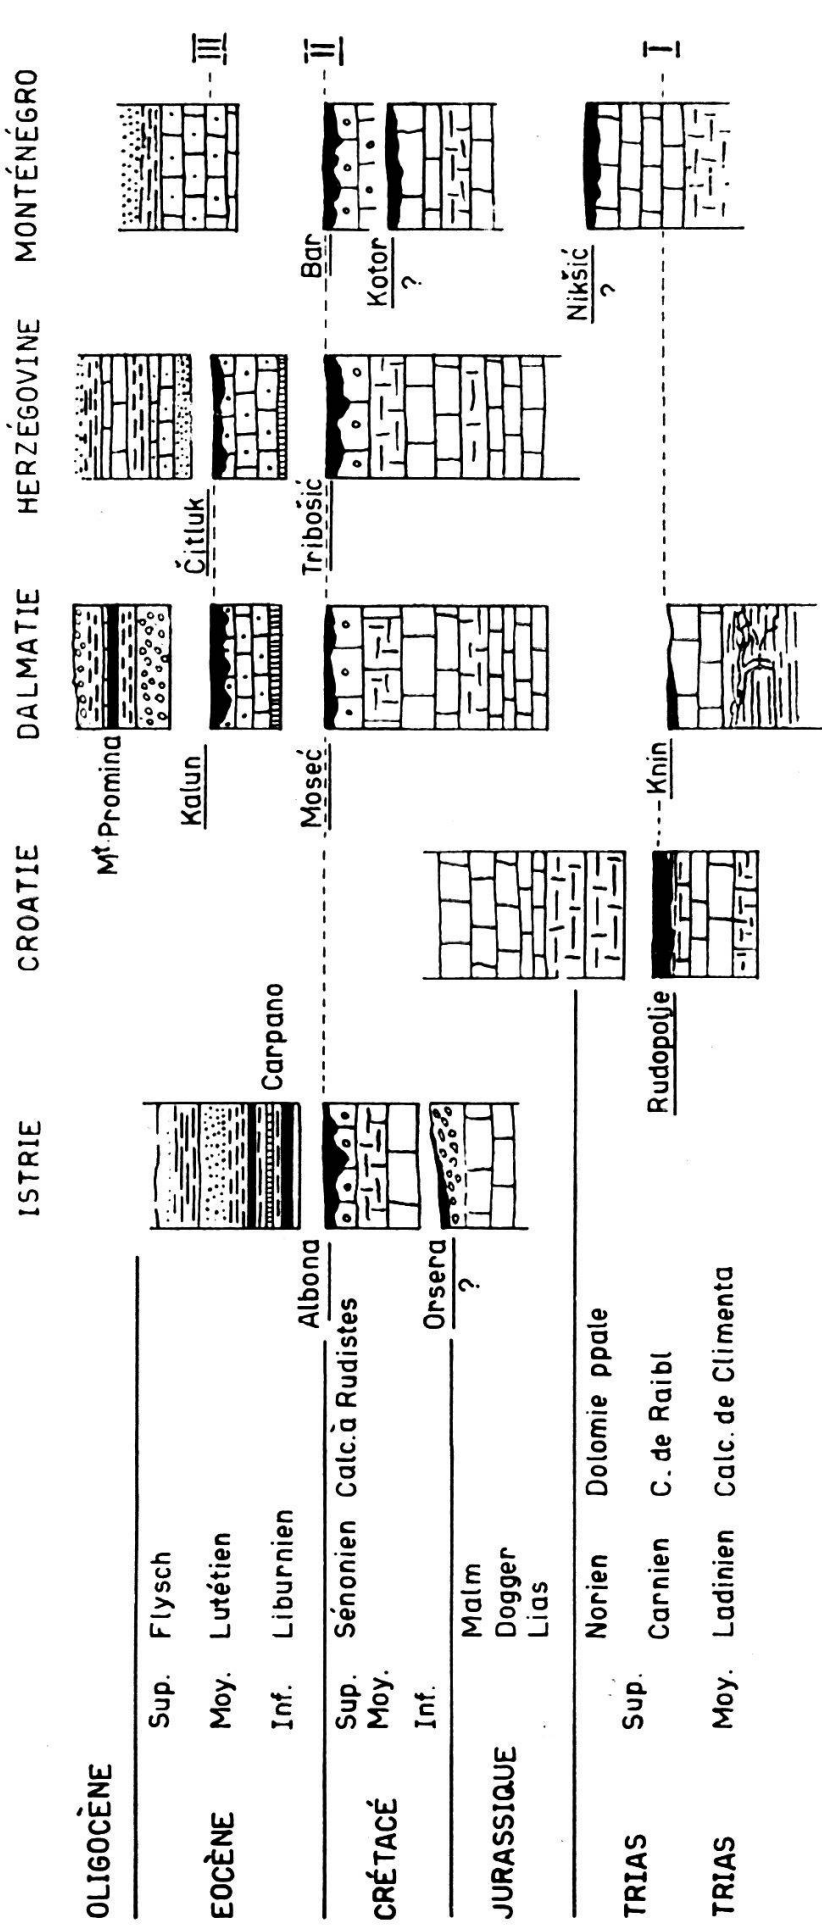 ISTRIE CROATIE DALMATIE HERZÉGOVINE MONTÉNÉGRO
OLIGOCÈNE
Mt. Promina
EOCÈNE
Sup. Flysch
Moy. Lutétien
Kalun
Čitluk
III
Inf. Liburnien
Carpano
CRÉTACÉ
Albona
Moseć
Tribošić
Bar
II
Sup. Sénonien Calc. à Rudistes
Moy.
Kotor
?
Inf.
Orsera
?
JURASSIQUE
Malm
Dogger
Lias
TRIAS
Norien Dolomie ppale
Nikšić
?
Sup.
Carnien C. de Raibl
Rudopolje
Knin
I
TRIAS
Moy. Ladinien Calc. de Climenta